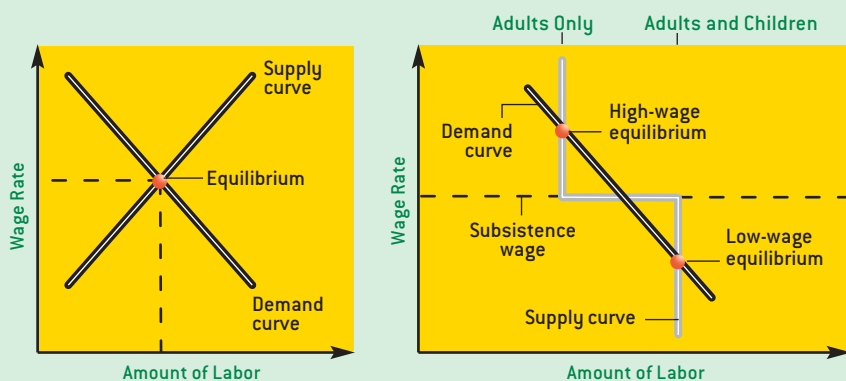 Supply
curve
Equilibrium
Demand
curve
Wage Rate
Amount of Labor
Adults Only
Adults and Children
Demand
curve
High-wage
equilibrium
Subsistence
wage
Low-wage
equilibrium
Supply curve
Wage Rate
Amount of Labor